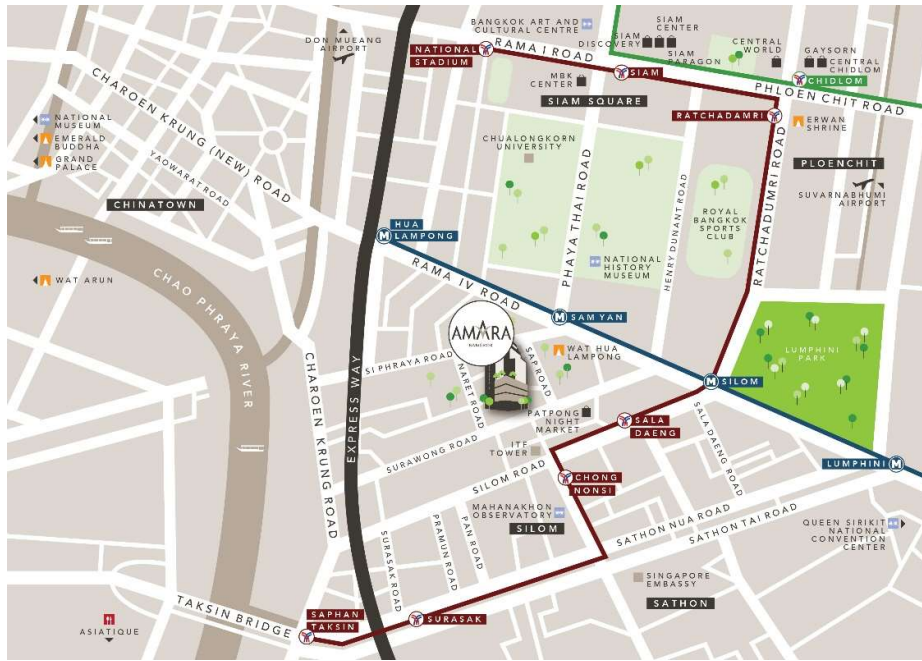 BANGKOK ART AND
CULTURAL CENTRE
SIAM
CENTER
SIAM
DISCOVERY
SIAM
PARAGON
CENTRAL
WORLD
GAYSORN
CENTRAL
CHIDLOM
DON MUEANG
AIRPORT
NATIONAL
STADIUM
RAMA I ROAD
SIAM
CHIDLOM
MBK
CENTER
SIAM SQUARE
PHLOEN CHIT ROAD
RATCHADAMRI
ERWAN
SHRINE
CHAROEN KRUNG (NEW) ROAD
NATIONAL
MUSEUM
EMERALD
BUDDHA
GRAND
PALACE
YAOWARAT ROAD
CHINATOWN
CHUALONGKORN
UNIVERSITY
PHAYA THAI ROAD
HENRY DUNANT ROAD
RATCHADUMRI ROAD
PLOENCHIT
SUVARNABHUMI
AIRPORT
ROYAL
BANGKOK
SPORTS
CLUB
HUA
LAMPONG
NATIONAL
HISTORY
MUSEUM
WAT ARUN
CHAO PHRAYA RIVER
RAMA IV ROAD
SAM YAN
AMARA
BANGKOK
WAT HUA
LAMPONG
LUMPHINI
PARK
SI PHRAYA ROAD
NARET ROAD
SAP ROAD
SILOM
CHAROEN KRUNG ROAD
EXPRESS WAY
PATPONG
NIGHT
MARKET
SALA
DAENG
SALA DAENG ROAD
SURAWONG ROAD
ITF
TOWER
SILOM ROAD
CHONG
NONSI
LUMPHINI
MAHANAKHON
OBSERVATORY
SILOM
SATHON NUA ROAD
SATHON TAI ROAD
QUEEN SIRIKIT
NATIONAL
CONVENTION
CENTER
SURASAK ROAD
PRAMUN ROAD
PAN ROAD
SINGAPORE
EMBASSY
SATHON
TAKSIN BRIDGE
SAPHAN
TAKSIN
SURASAK
ASIATIQUE